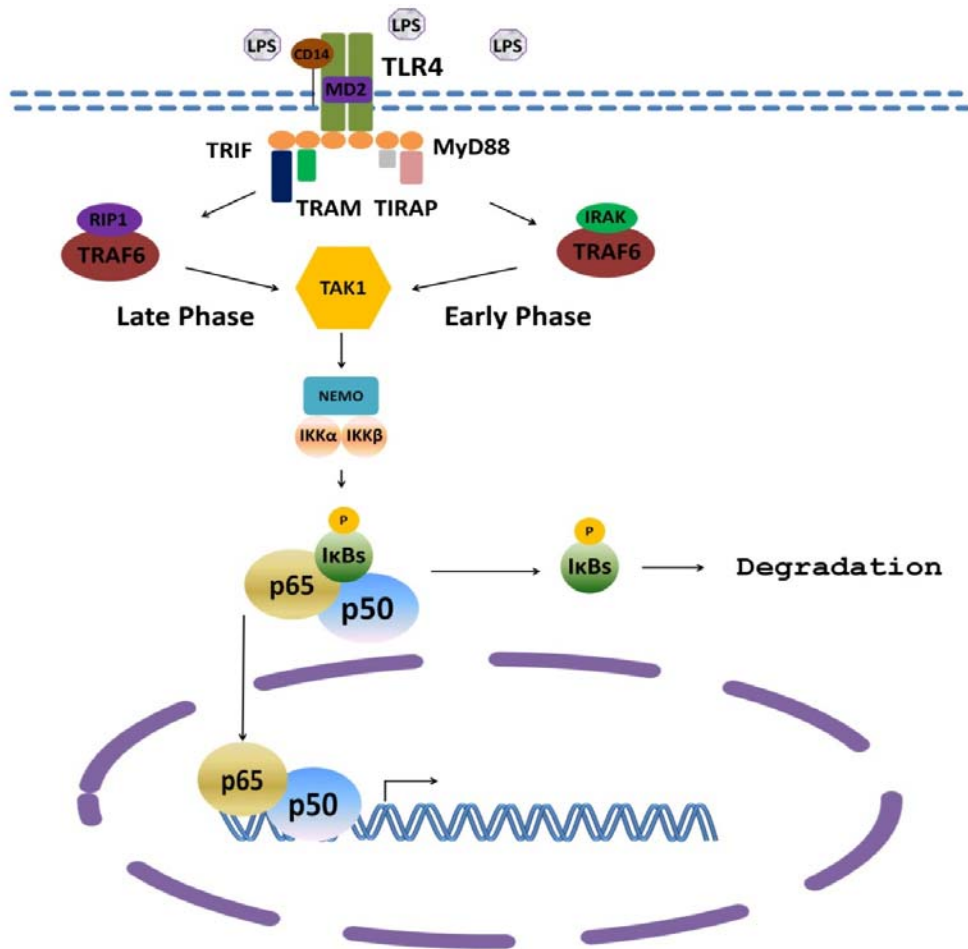 LPS
LPS
LPS
CD14
TLR4
MD2
TRIF
MyD88
TRAM TIRAP
RIP1
TRAF6
IRAK
TRAF6
TAK1
Late Phase
Early Phase
NEMO
IKKα IKKβ
P
IκBs
p65
p50
P
IκBs
Degradation
p65
p50